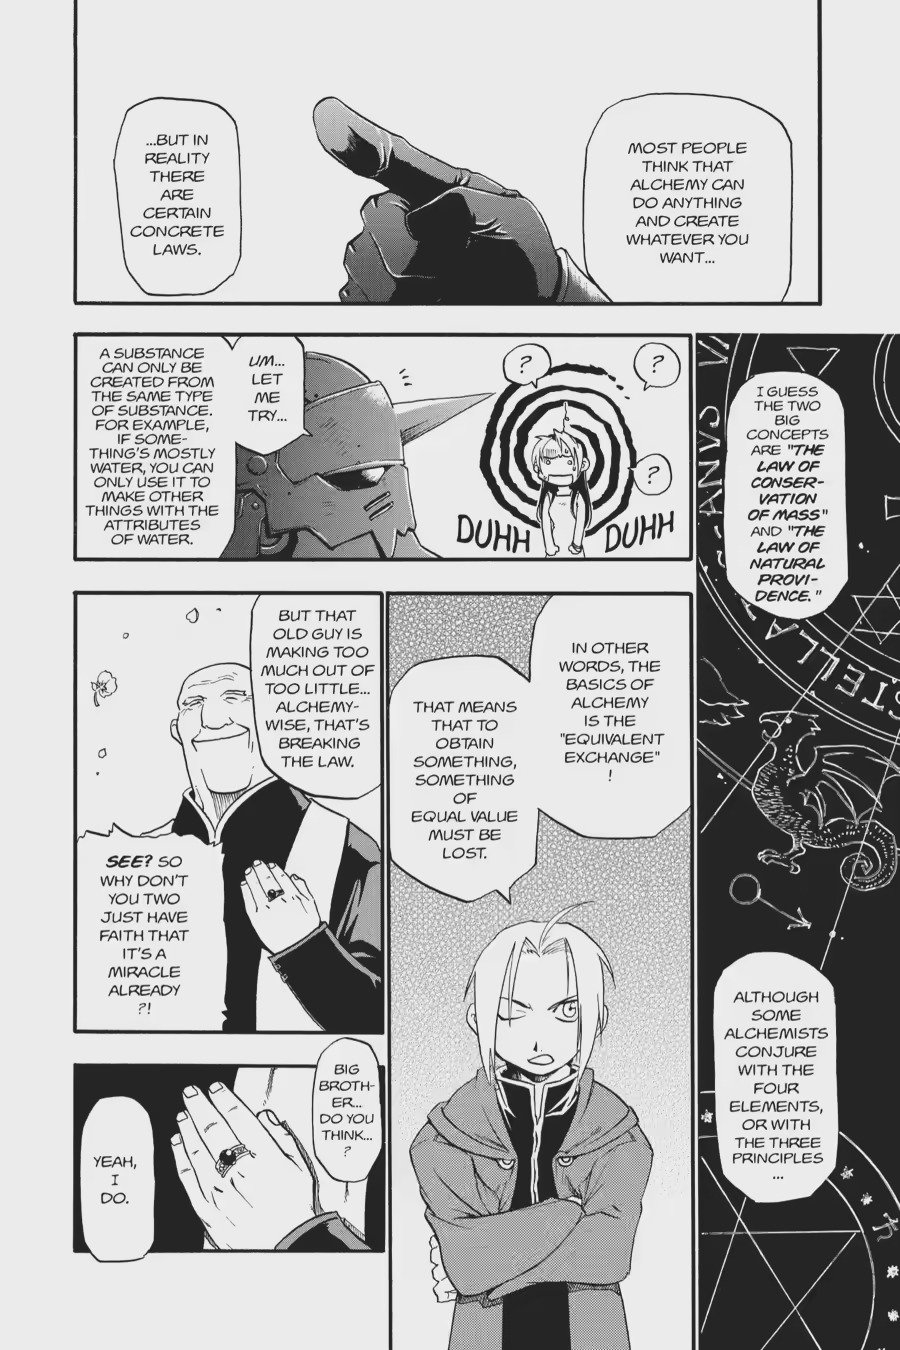 MOST PEOPLE
THINK THAT
ALCHEMY CAN
DO ANYTHING
AND CREATE
WHATEVER YOU
WANT...
...BUT IN
REALITY
THERE
ARE
CERTAIN
CONCRETE
LAWS.
I GUESS
THE TWO
BIG
CONCEPTS
ARE "THE
LAW OF
CONSER-
VATION
OF MASS"
AND "THE
LAW OF
NATURAL
PROVI-
DENCE."
ALTHOUGH
SOME
ALCHEMISTS
CONJURE
WITH THE
FOUR
ELEMENTS,
OR WITH
THE THREE
PRINCIPLES
...
?
?
?
DUHH
DUHH
UM...
LET
ME
TRY...
A SUBSTANCE
CAN ONLY BE
CREATED FROM
THE SAME TYPE
OF SUBSTANCE.
FOR EXAMPLE,
IF SOME-
THING'S MOSTLY
WATER, YOU CAN
ONLY USE IT TO
MAKE OTHER
THINGS WITH THE
ATTRIBUTES
OF WATER.
IN OTHER
WORDS, THE
BASICS OF
ALCHEMY
IS THE
"EQUIVALENT
EXCHANGE"
!
THAT MEANS
THAT TO
OBTAIN
SOMETHING,
SOMETHING
OF
EQUAL VALUE
MUST BE
LOST.
BUT THAT
OLD GUY IS
MAKING TOO
MUCH OUT OF
TOO LITTLE...
ALCHEMY-
WISE, THAT'S
BREAKING
THE LAW.
SEE? SO
WHY DON'T
YOU TWO
JUST HAVE
FAITH THAT
IT'S A
MIRACLE
ALREADY
?!
BIG
BROTH-
ER...
DO YOU
THINK...
?
YEAH,
I
DO.